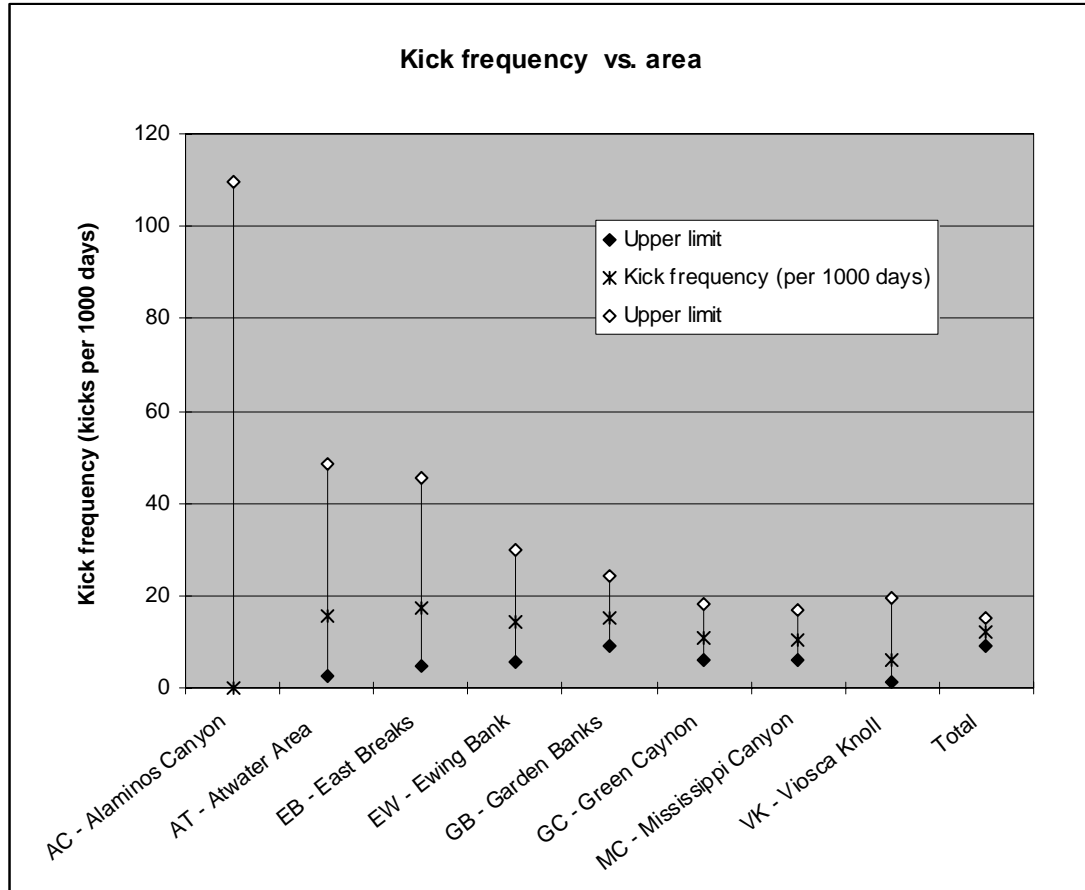 Kick frequency vs. area
Kick frequency (kicks per 1000 days)
120
100
80
60
40
20
0
Upper limit
Kick frequency (per 1000 days)
Upper limit
AC - Alaminos Canyon
AT - Atwater Area
EB - East Breaks
EW - Ewing Bank
GB - Garden Banks
GC - Green Caynon
MC - Mississippi Canyon
VK - Viosca Knoll
Total